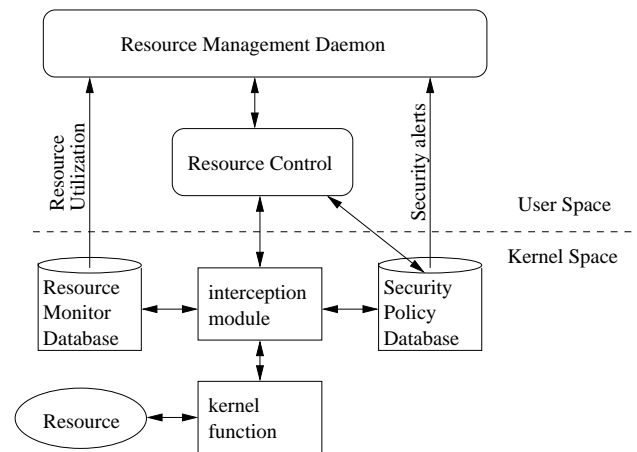 Resource Management Daemon
Resource
Utilization
Security alerts
Resource Control
User Space
Kernel Space
Resource
Monitor
Database
interception
module
Security
Policy
Database
Resource
kernel
function